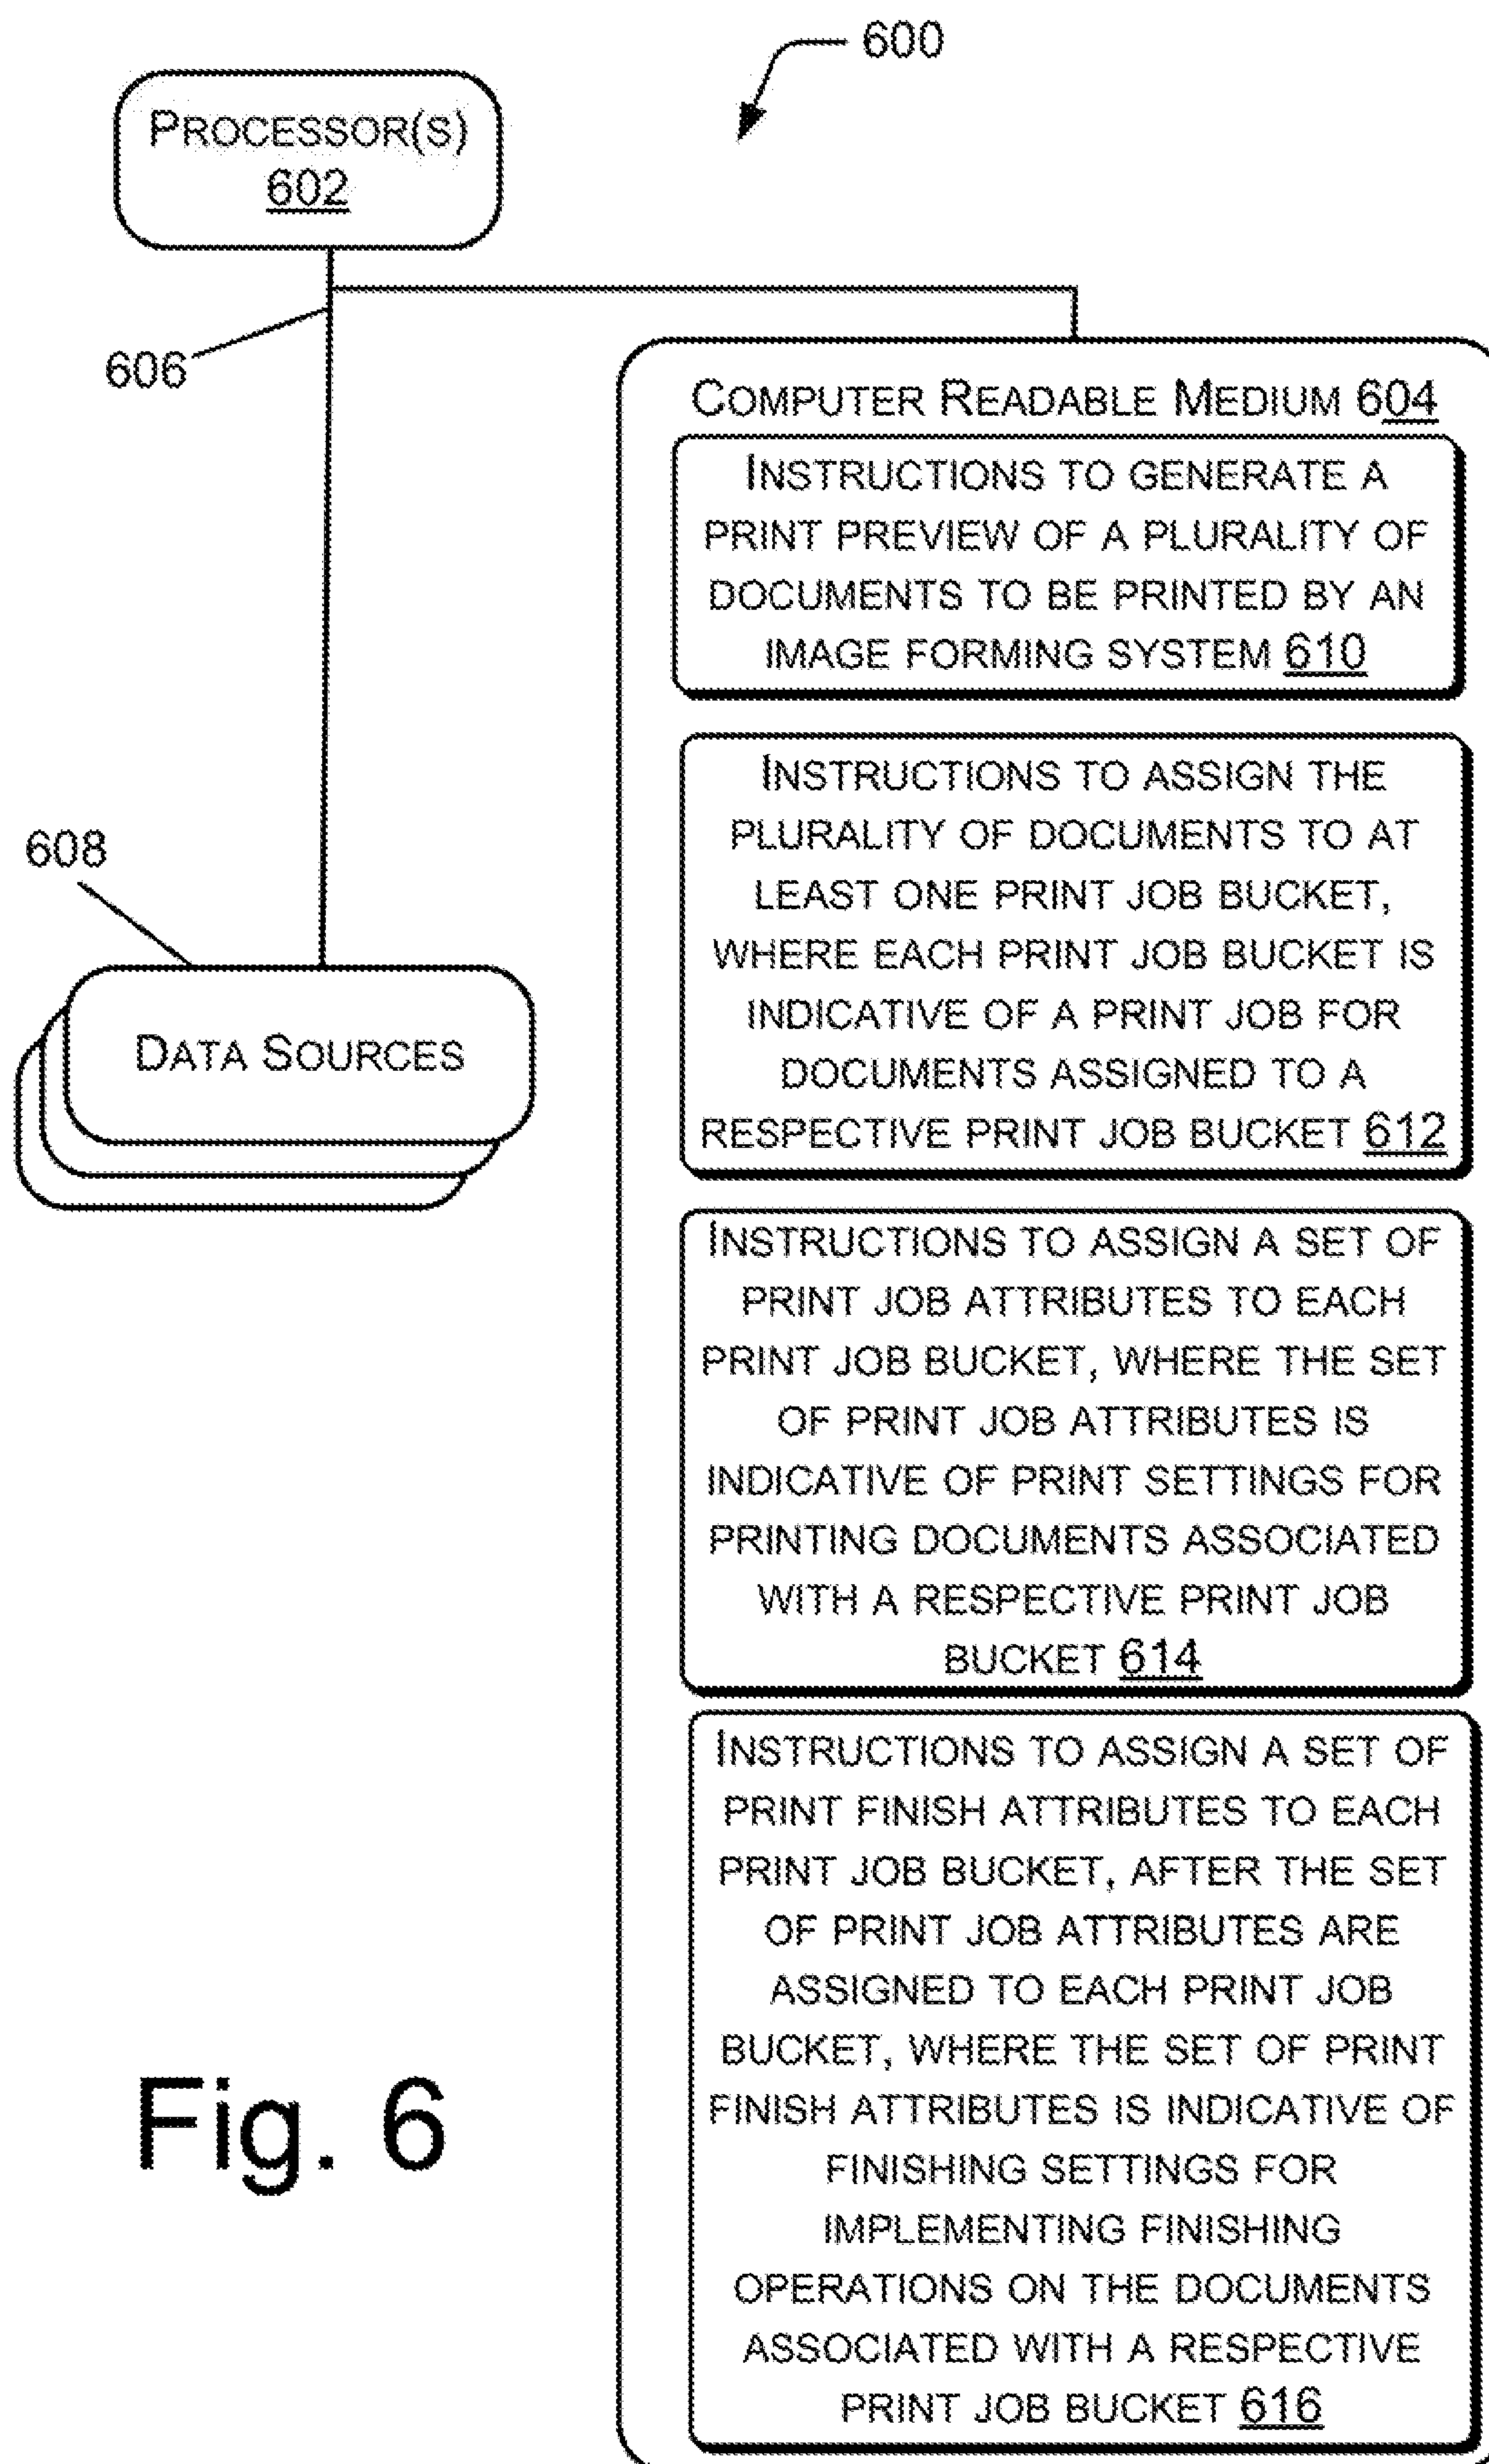 600
PROCESSOR(S)
602
606
COMPUTER READABLE MEDIUM 604
INSTRUCTIONS TO GENERATE A
PRINT PREVIEW OF A PLURALITY OF
DOCUMENTS TO BE PRINTED BY AN
IMAGE FORMING SYSTEM 610
INSTRUCTIONS TO ASSIGN THE
PLURALITY OF DOCUMENTS TO AT
LEAST ONE PRINT JOB BUCKET,
WHERE EACH PRINT JOB BUCKET IS
INDICATIVE OF A PRINT JOB FOR
DOCUMENTS ASSIGNED TO A
RESPECTIVE PRINT JOB BUCKET 612
608
DATA SOURCES
INSTRUCTIONS TO ASSIGN A SET OF
PRINT JOB ATTRIBUTES TO EACH
PRINT JOB BUCKET, WHERE THE SET
OF PRINT JOB ATTRIBUTES IS
INDICATIVE OF PRINT SETTINGS FOR
PRINTING DOCUMENTS ASSOCIATED
WITH A RESPECTIVE PRINT JOB
BUCKET 614
INSTRUCTIONS TO ASSIGN A SET OF
PRINT FINISH ATTRIBUTES TO EACH
PRINT JOB BUCKET, AFTER THE SET
OF PRINT JOB ATTRIBUTES ARE
ASSIGNED TO EACH PRINT JOB
BUCKET, WHERE THE SET OF PRINT
FINISH ATTRIBUTES IS INDICATIVE OF
FINISHING SETTINGS FOR
IMPLEMENTING FINISHING
OPERATIONS ON THE DOCUMENTS
ASSOCIATED WITH A RESPECTIVE
PRINT JOB BUCKET 616
Fig. 6